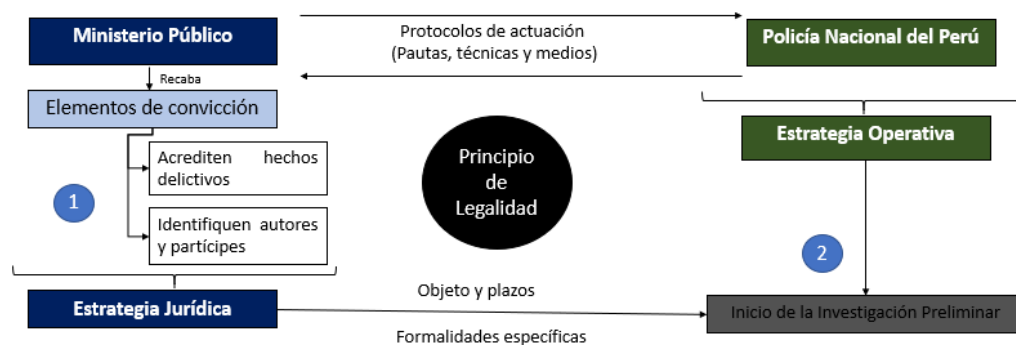 Ministerio Público
Protocolos de actuación
(Pautas, técnicas y medios)
Policía Nacional del Perú
Recaba
Elementos de convicción
Estrategia Operativa
Acrediten hechos
delictivos
Principio
de
Legalidad
1
Identifiquen autores
y partícipes
2
Estrategia Jurídica
Objeto y plazos
Formalidades específicas
Inicio de la Investigación Preliminar